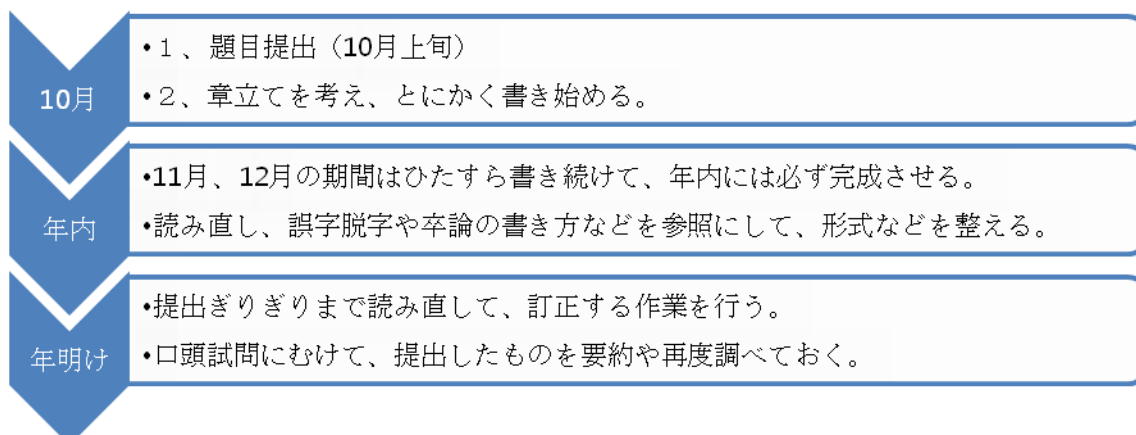 10月
•１、題目提出（10月上旬）
•２、章立てを考え、とにかく書き始める。
年内
•11月、12月の期間はひたすら書き続けて、年内には必ず完成させる。
•読み直し、誤字脱字や卒論の書き方などを参照にして、形式などを整える。
年明け
•提出ぎりぎりまで読み直して、訂正する作業を行う。
•口頭試問にむけて、提出したものを要約や再度調べておく。